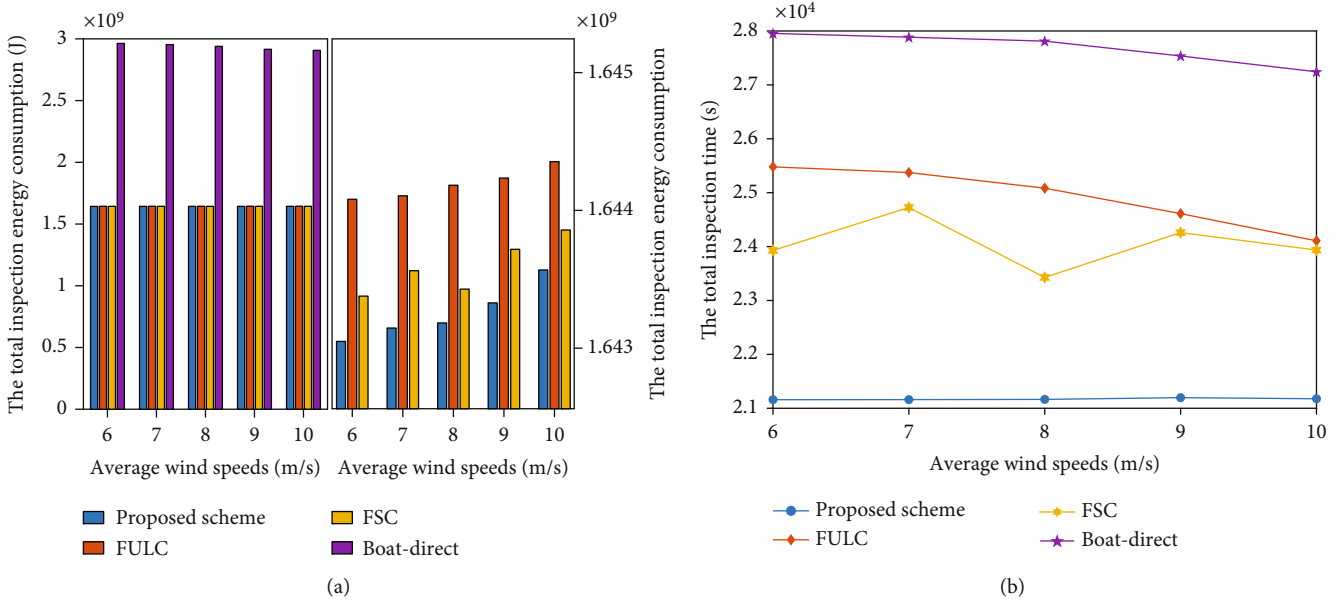 ×10⁹
The total inspection energy consumption (J)
3
2.5
2
1.5
1
0.5
0
6 7 8 9 10
Average wind speeds (m/s)
×10⁹
1.645
1.644
1.643
The total inspection energy consumption
6 7 8 9 10
Average wind speeds (m/s)
Proposed scheme
FULC
FSC
Boat-direct
(a)
×10⁴
The total inspection time (s)
2.8
2.7
2.6
2.5
2.4
2.3
2.2
2.1
6 7 8 9 10
Average wind speeds (m/s)
Proposed scheme
FULC
FSC
Boat-direct
(b)